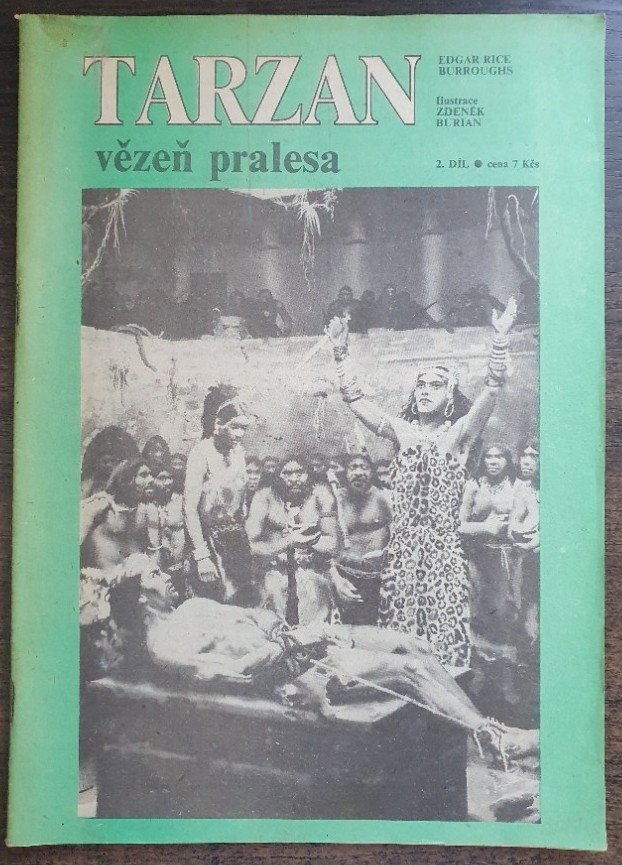 TARZAN
vězeň pralesa
EDGAR RICE
BURROUGHS
Ilustrace
ZDENĚK
BURIAN
2. DÍL ● cena 7 Kčs